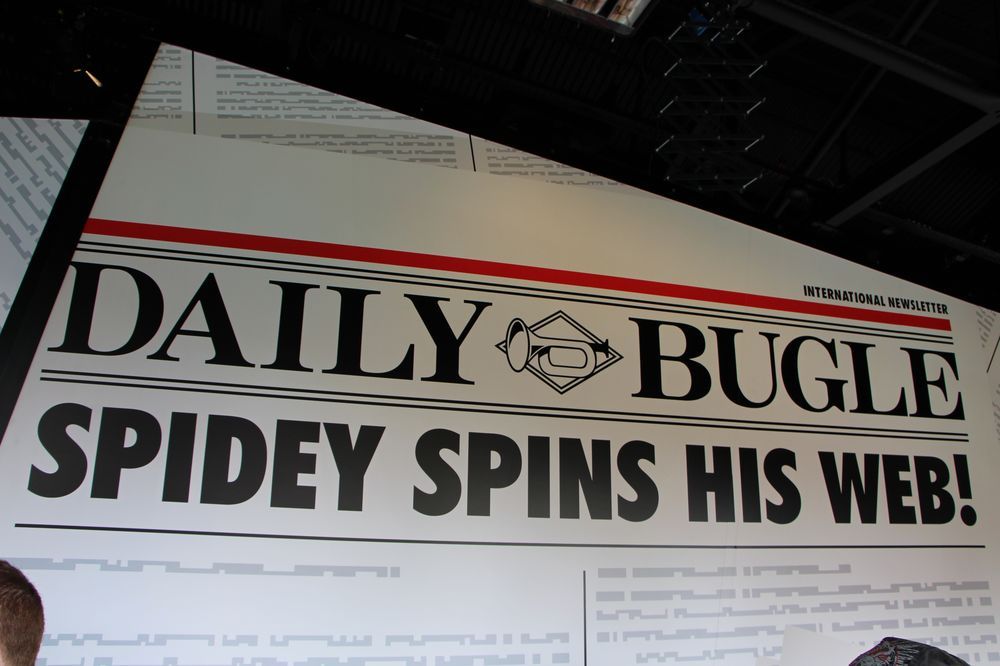 INTERNATIONAL NEWSLETTER
DAILY BUGLE
SPIDEY SPINS HIS WEB!